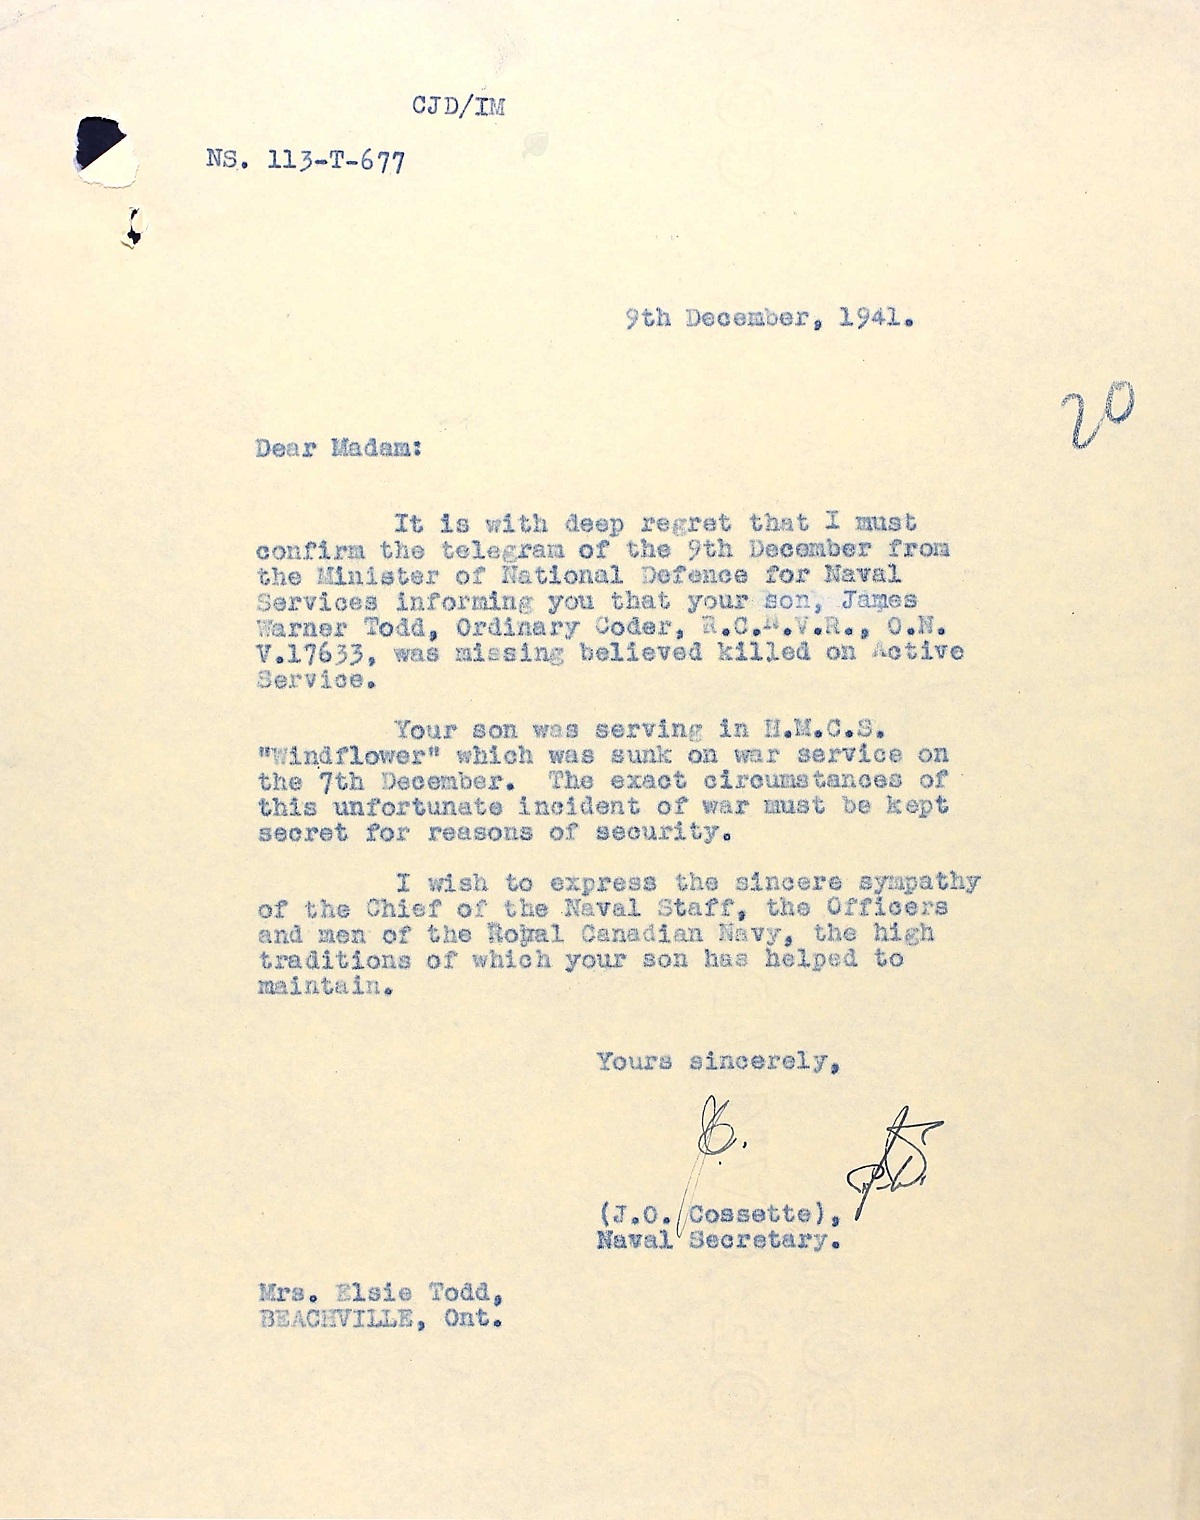 CJD/IM
NS. 113-T-677
9th December, 1941.
20
Dear Madam:
It is with deep regret that I must
confirm the telegram of the 9th December from
the Minister of National Defence for Naval
Services informing you that your son, James
Warner Todd, Ordinary Coder, R.C.N.V.R., O.N.
V.17633, was missing believed killed on Active
Service.
Your son was serving in H.M.C.S.
"Windflower" which was sunk on war service on
the 7th December. The exact circumstances of
this unfortunate incident of war must be kept
secret for reasons of security.
I wish to express the sincere sympathy
of the Chief of the Naval Staff, the Officers
and men of the Royal Canadian Navy, the high
traditions of which your son has helped to
maintain.
Yours sincerely,
(J.O. Cossette),
Naval Secretary.
Mrs. Elsie Todd,
BEACHVILLE, Ont.